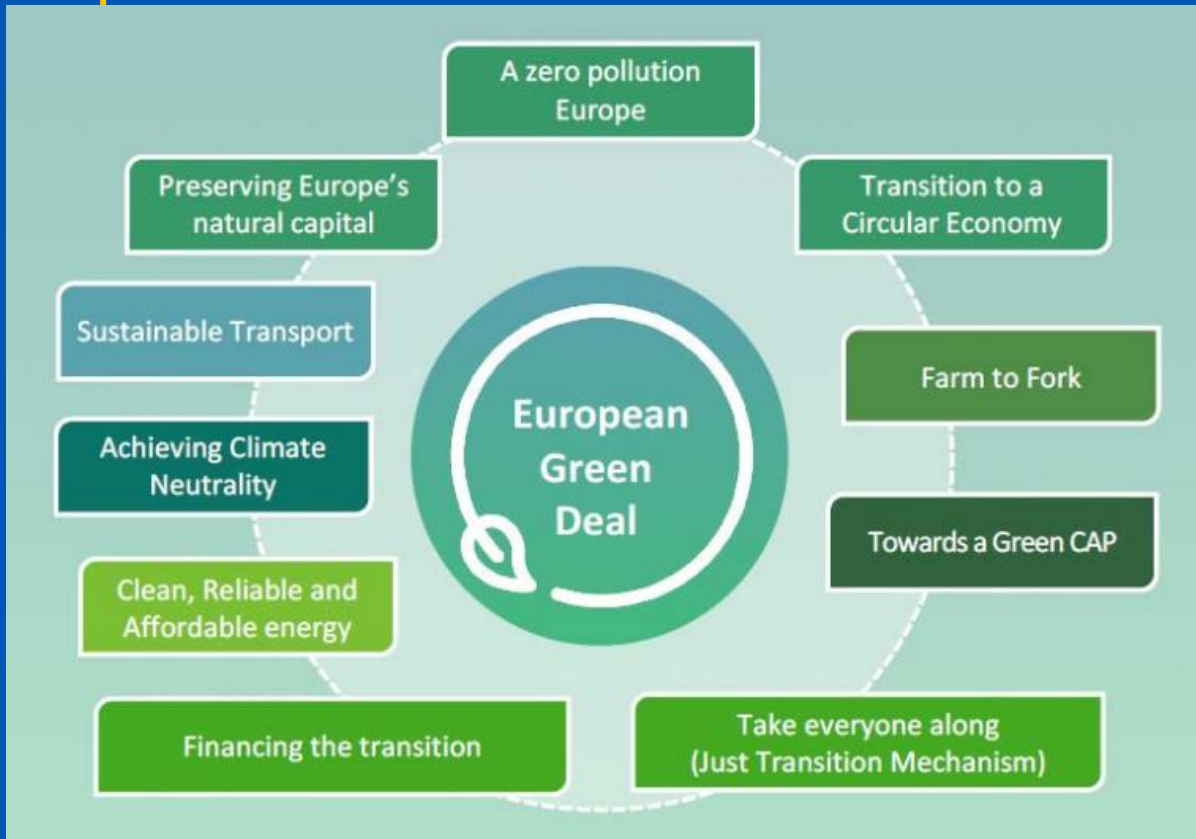 A zero pollution
Europe
Preserving Europe's
natural capital
Transition to a
Circular Economy
Sustainable Transport
Farm to Fork
European
Green
Deal
Achieving Climate
Neutrality
Towards a Green CAP
Clean, Reliable and
Affordable energy
Financing the transition
Take everyone along
(Just Transition Mechanism)